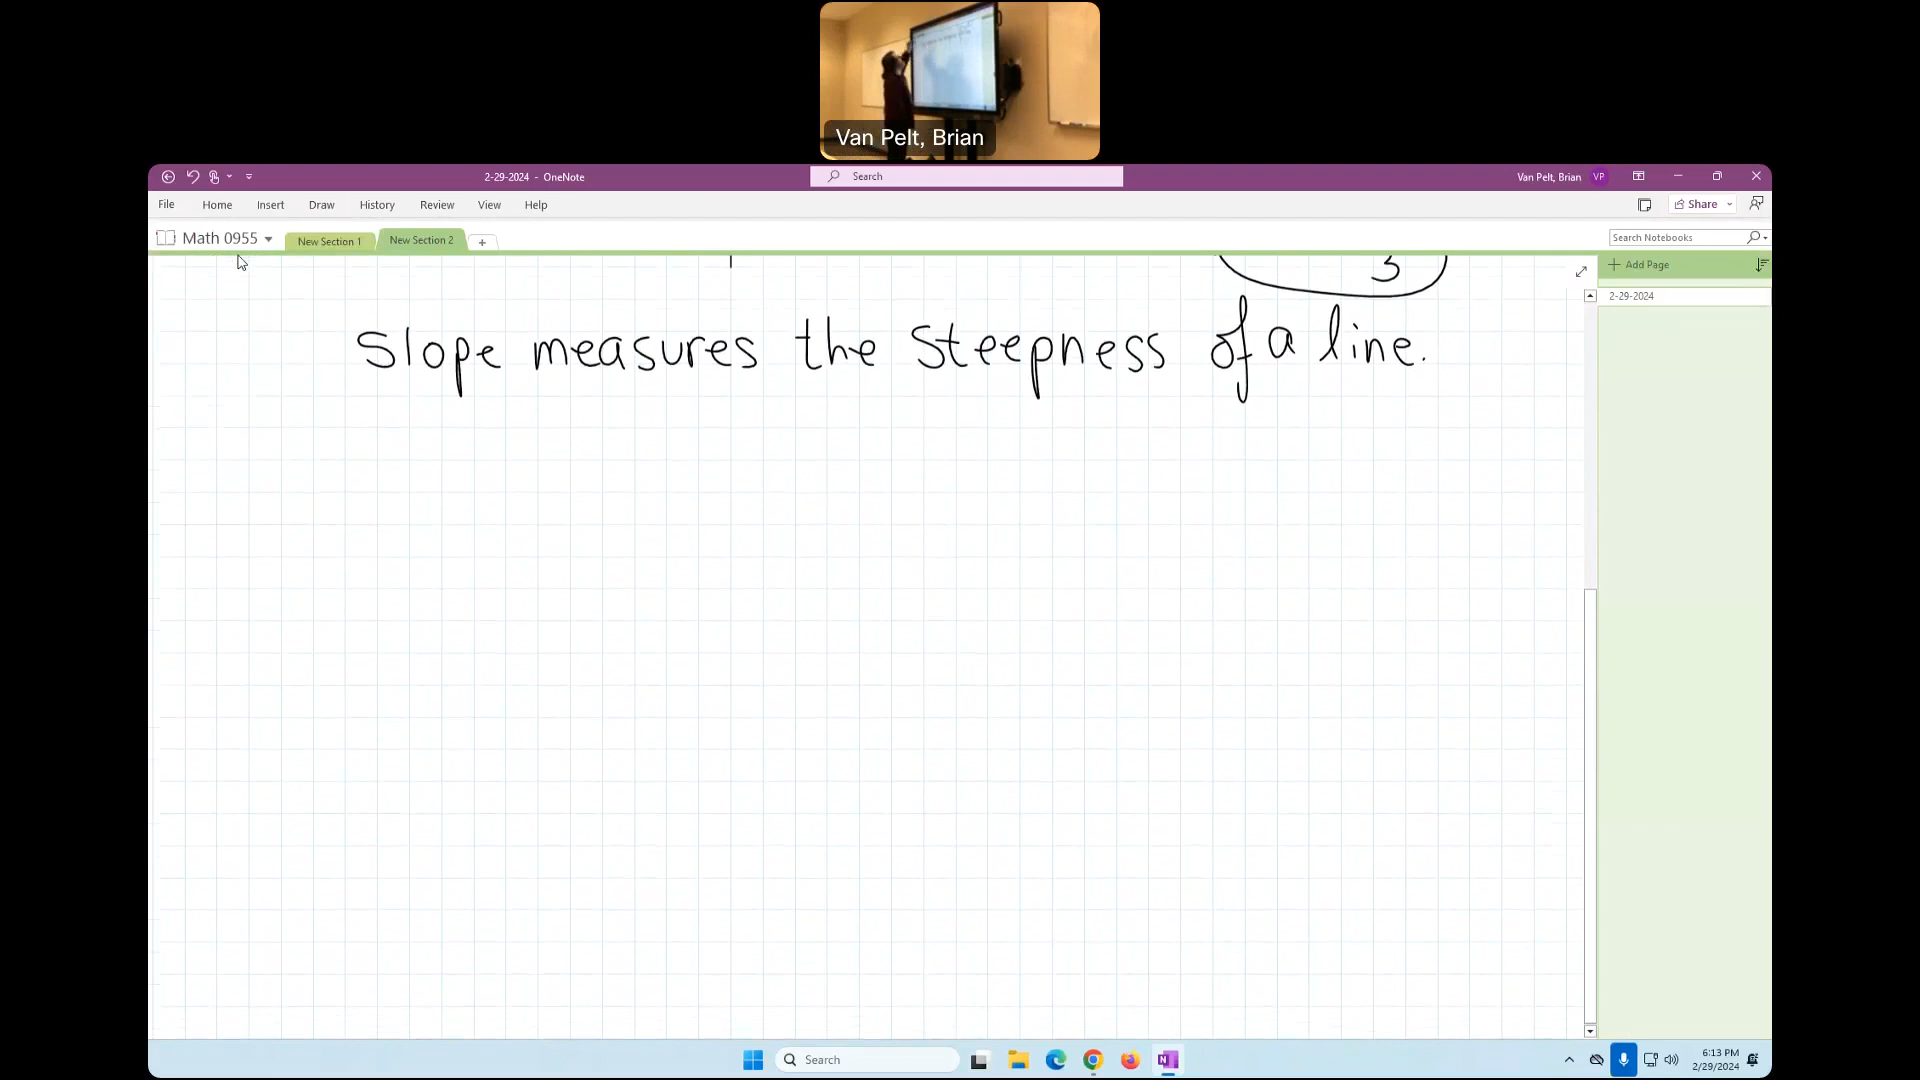 Van Pelt, Brian
2-29-2024 - OneNote
Search
Van Pelt, Brian VP
File Home Insert Draw History Review View Help
Share
Math 0955
New Section 1
New Section 2
+
Search Notebooks
Add Page
2-29-2024
3
Slope measures the Steepness of a line.
Search
6:13 PM
2/29/2024